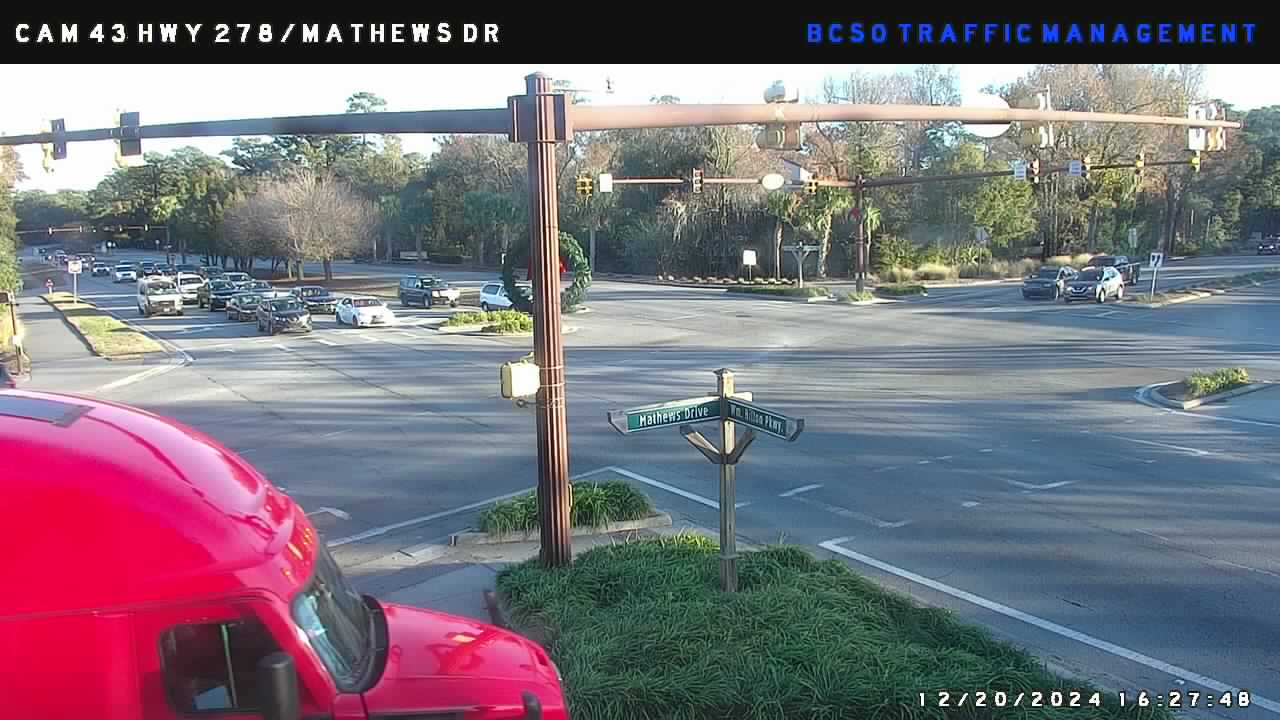 CAM 43 HWY 278/MATHEWS DR
BCSO TRAFFIC MANAGEMENT
Mathews Drive
Wm. Hilton Pkwy.
12/20/2024 16:27:48